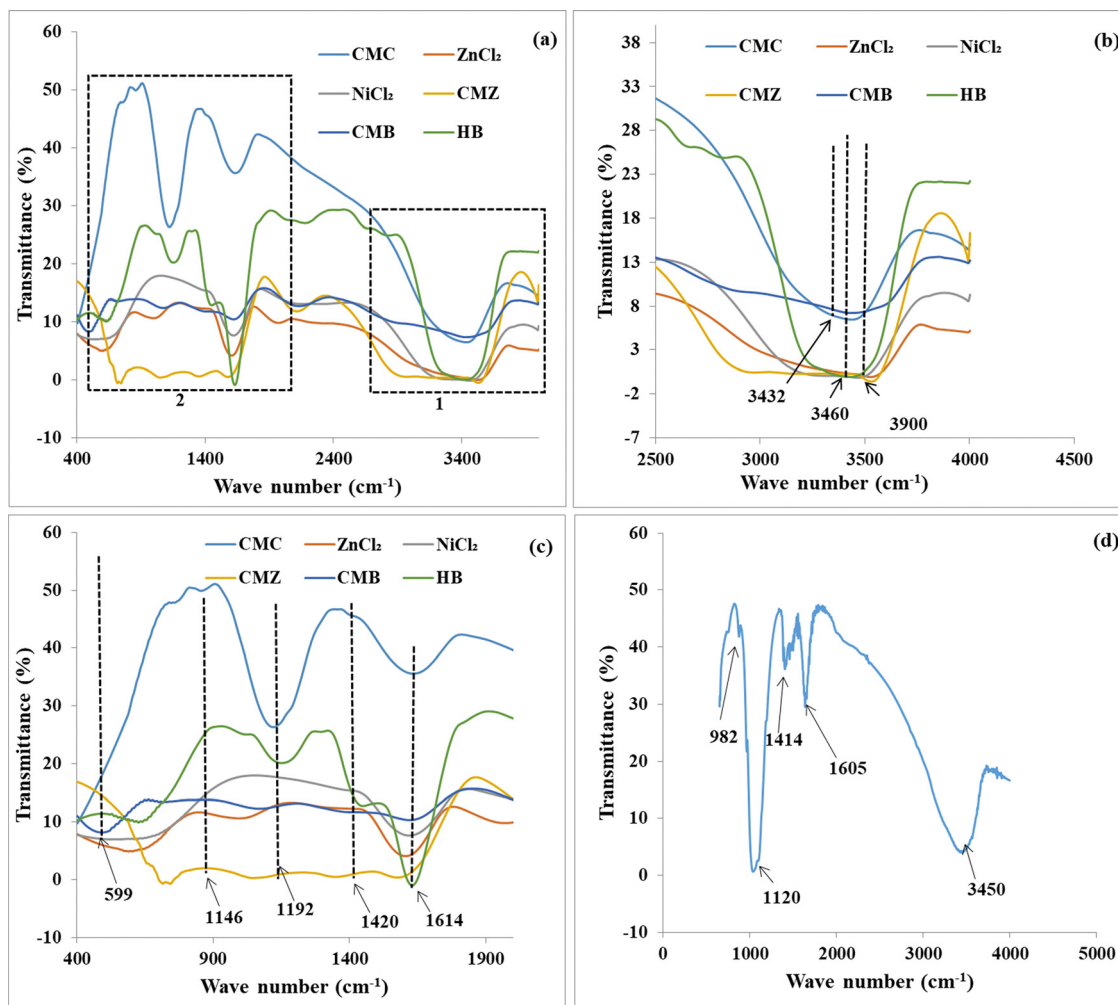 (a)
CMC ZnCl₂
NiCl₂ CMZ
CMB HB
60
50
40
30
20
10
0
-10
Transmittance (%)
2
1
400 1400 2400 3400
Wave number (cm⁻¹)
(b)
CMC ZnCl₂
NiCl₂ CMB
CMZ HB
38
33
28
23
18
13
8
3
-2
-7
Transmittance (%)
3432
3460
3900
2500 3000 3500 4000 4500
Wave number (cm⁻¹)
(c)
CMC ZnCl₂ NiCl₂
CMZ CMB HB
60
50
40
30
20
10
0
-10
Transmittance (%)
599
1146
1192
1420
1614
400 900 1400 1900
Wave number (cm⁻¹)
(d)
60
50
40
30
20
10
0
-10
Transmittance (%)
982
1414
1605
1120
3450
0 1000 2000 3000 4000 5000
Wave number (cm⁻¹)